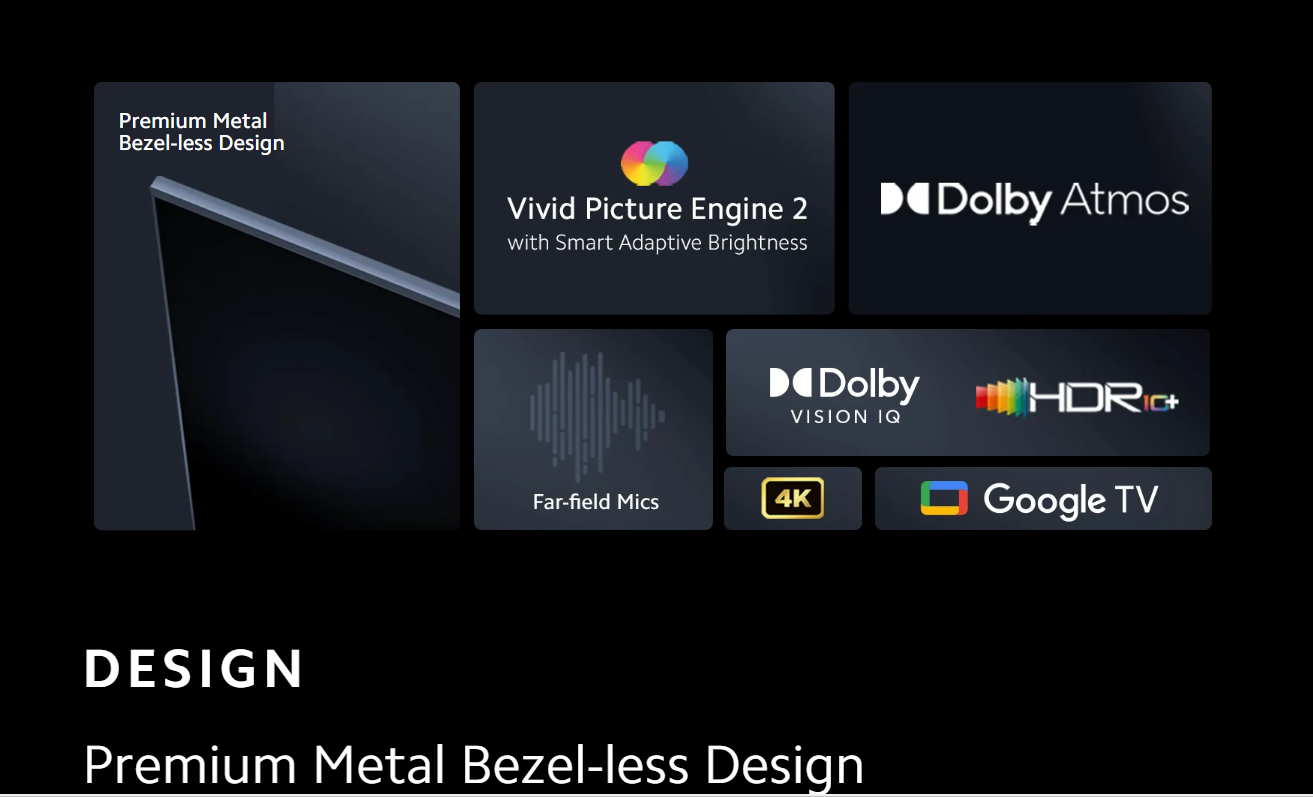 Premium Metal
Bezel-less Design
Vivid Picture Engine 2
with Smart Adaptive Brightness
Dolby Atmos
Far-field Mics
Dolby
VISION IQ
HDR10+
4K
Google TV
DESIGN
Premium Metal Bezel-less Design